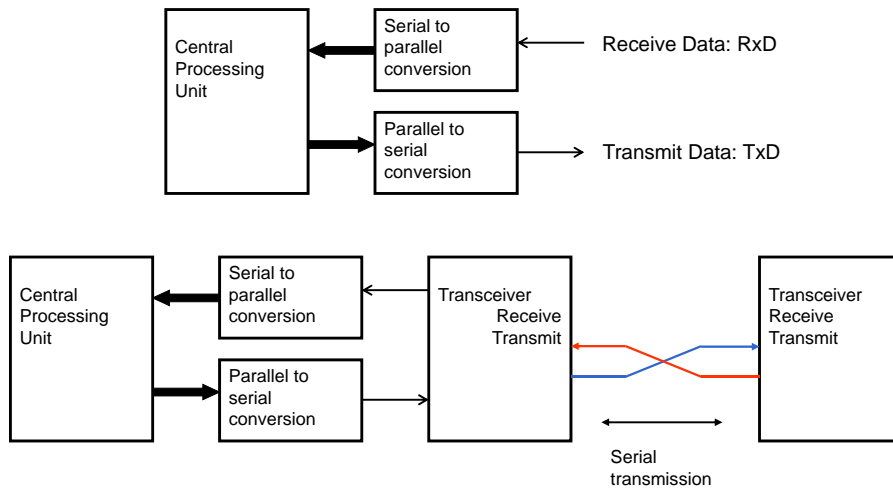 Central
Processing
Unit
Serial to
parallel
conversion
Receive Data: RxD
Parallel to
serial
conversion
Transmit Data: TxD
Central
Processing
Unit
Serial to
parallel
conversion
Parallel to
serial
conversion
Transceiver
Receive
Transmit
Transceiver
Receive
Transmit
Serial
transmission